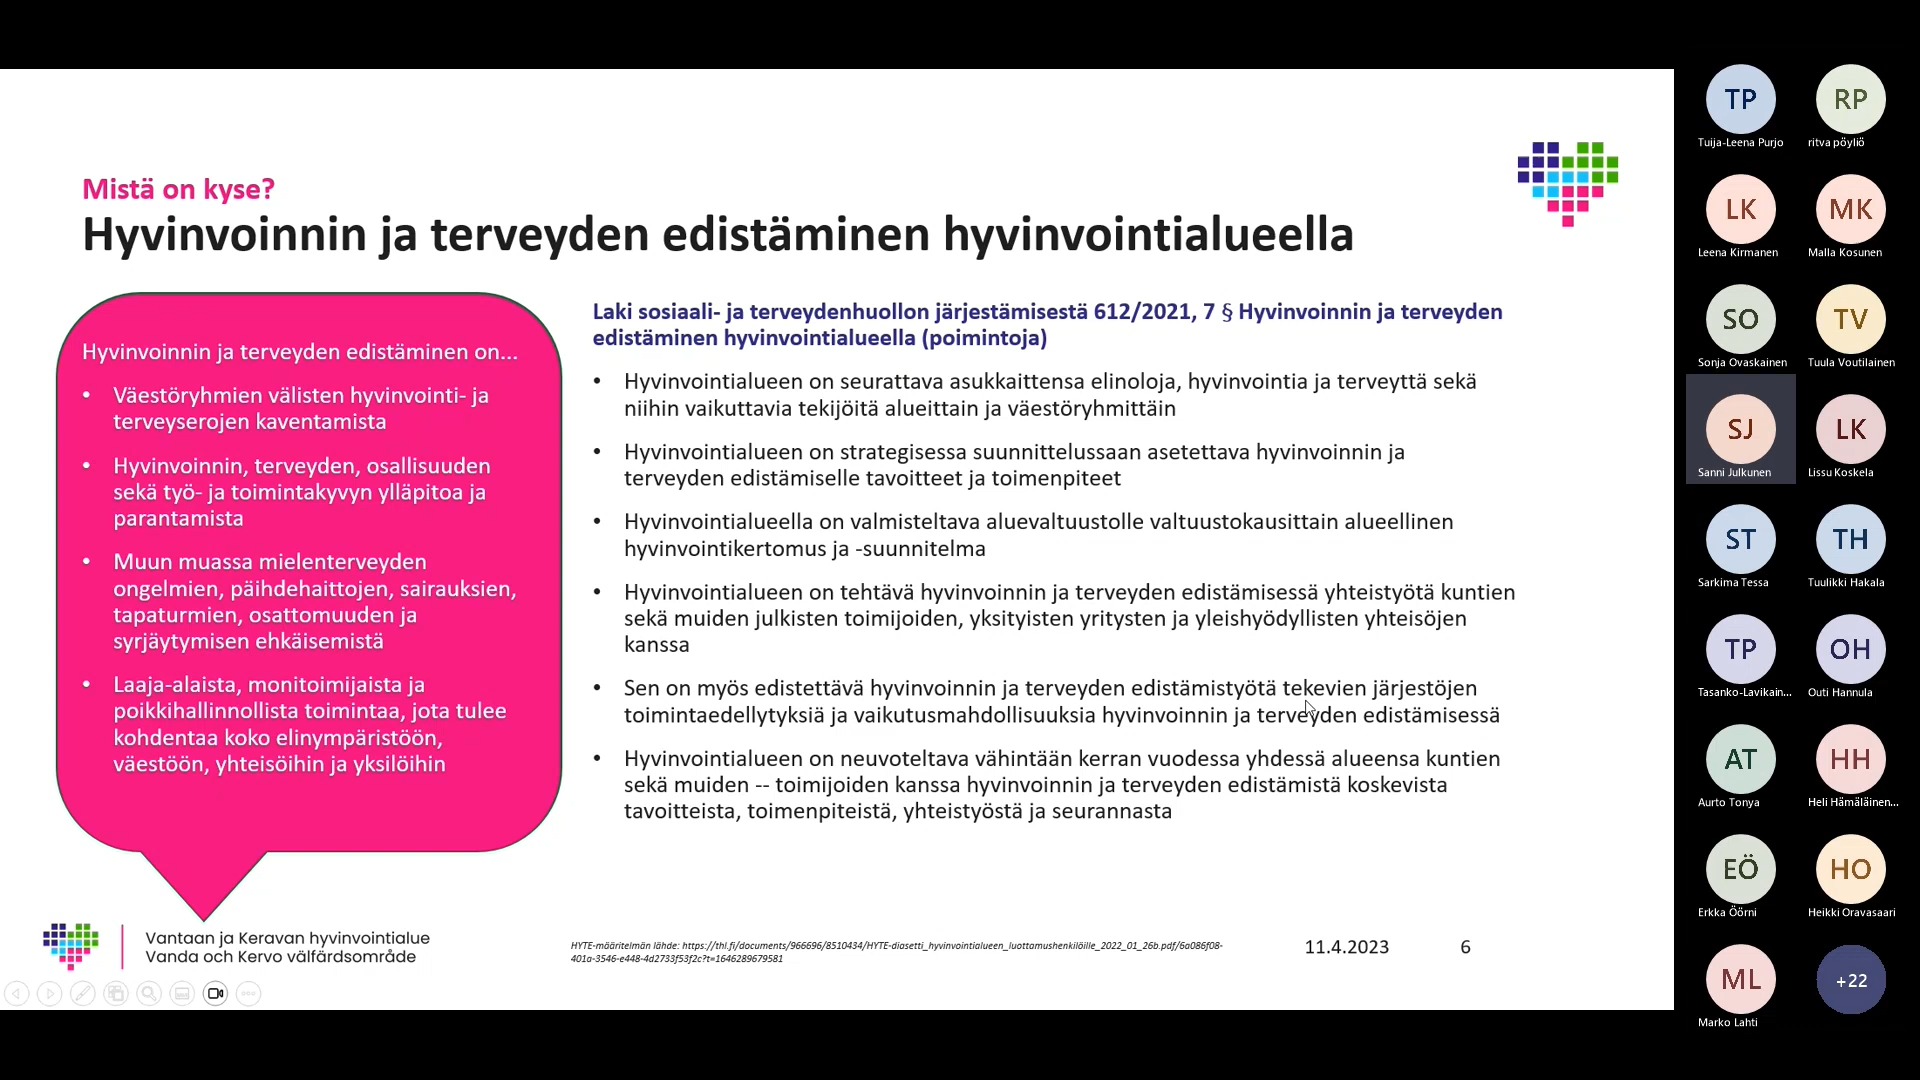 Mistä on kyse?
Hyvinvoinnin ja terveyden edistäminen hyvinvointialueella
Hyvinvoinnin ja terveyden edistäminen on...
• Väestöryhmien välisten hyvinvointi- ja
terveyserojen kaventamista
• Hyvinvoinnin, terveyden, osallisuuden
sekä työ- ja toimintakyvyn ylläpitoa ja
parantamista
• Muun muassa mielenterveyden
ongelmien, päihdehaittojen, sairauksien,
tapaturmien, osattomuuden ja
syrjäytymisen ehkäisemistä
• Laaja-alaista, monitoimijaista ja
poikkihallinnollista toimintaa, jota tulee
kohdentaa koko elinympäristöön,
väestöön, yhteisöihin ja yksilöihin
Laki sosiaali- ja terveydenhuollon järjestämisestä 612/2021, 7 § Hyvinvoinnin ja terveyden
edistäminen hyvinvointialueella (poimintoja)
• Hyvinvointialueen on seurattava asukkaittensa elinoloja, hyvinvointia ja terveyttä sekä
niihin vaikuttavia tekijöitä alueittain ja väestöryhmittäin
• Hyvinvointialueen on strategisessa suunnittelussaan asetettava hyvinvoinnin ja
terveyden edistämiselle tavoitteet ja toimenpiteet
• Hyvinvointialueella on valmisteltava aluevaltuustolle valtuustokausittain alueellinen
hyvinvointikertomus ja -suunnitelma
• Hyvinvointialueen on tehtävä hyvinvoinnin ja terveyden edistämisessä yhteistyötä kuntien
sekä muiden julkisten toimijoiden, yksityisten yritysten ja yleishyödyllisten yhteisöjen
kanssa
• Sen on myös edistettävä hyvinvoinnin ja terveyden edistämistyötä tekevien järjestöjen
toimintaedellytyksiä ja vaikutusmahdollisuuksia hyvinvoinnin ja terveyden edistämisessä
• Hyvinvointialueen on neuvoteltava vähintään kerran vuodessa yhdessä alueensa kuntien
sekä muiden -- toimijoiden kanssa hyvinvoinnin ja terveyden edistämistä koskevista
tavoitteista, toimenpiteistä, yhteistyöstä ja seurannasta
Vantaan ja Keravan hyvinvointialue
Vanda och Kervo välfärdsområde
HYTE-määritelmän lähde: https://thl.fi/documents/966696/8510434/HYTE-diasetti_hyvinvointialueen_luottamushenkilöille_2022_01_26b.pdf/6a086f08-
401a-3546-e448-4d2733f53f2c?t=1646289679581
11.4.2023
6
TP
Tuija-Leena Purjo
RP
ritva pöyliö
LK
Leena Kirmanen
MK
Malla Kosunen
SO
Sonja Ovaskainen
TV
Tuula Voutilainen
SJ
Sanni Julkunen
LK
Lissu Koskela
ST
Sarkima Tessa
TH
Tuulikki Hakala
TP
Tasanko-Lavikain...
OH
Outi Hannula
AT
Aurto Tonya
HH
Heli Hämäläinen...
EÖ
Erkka Öörni
HO
Heikki Oravasaari
ML
Marko Lahti
+22